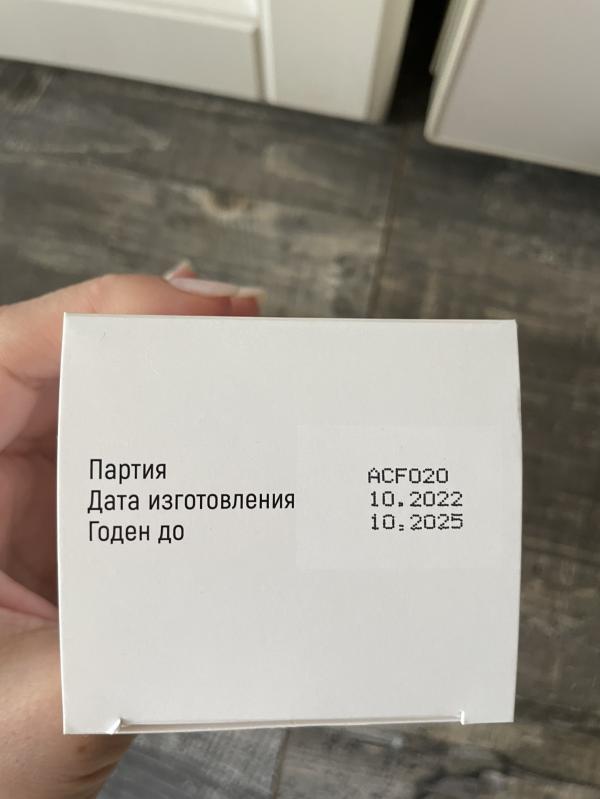 Партия ACF020
Дата изготовления 10.2022
Годен до 10.2025